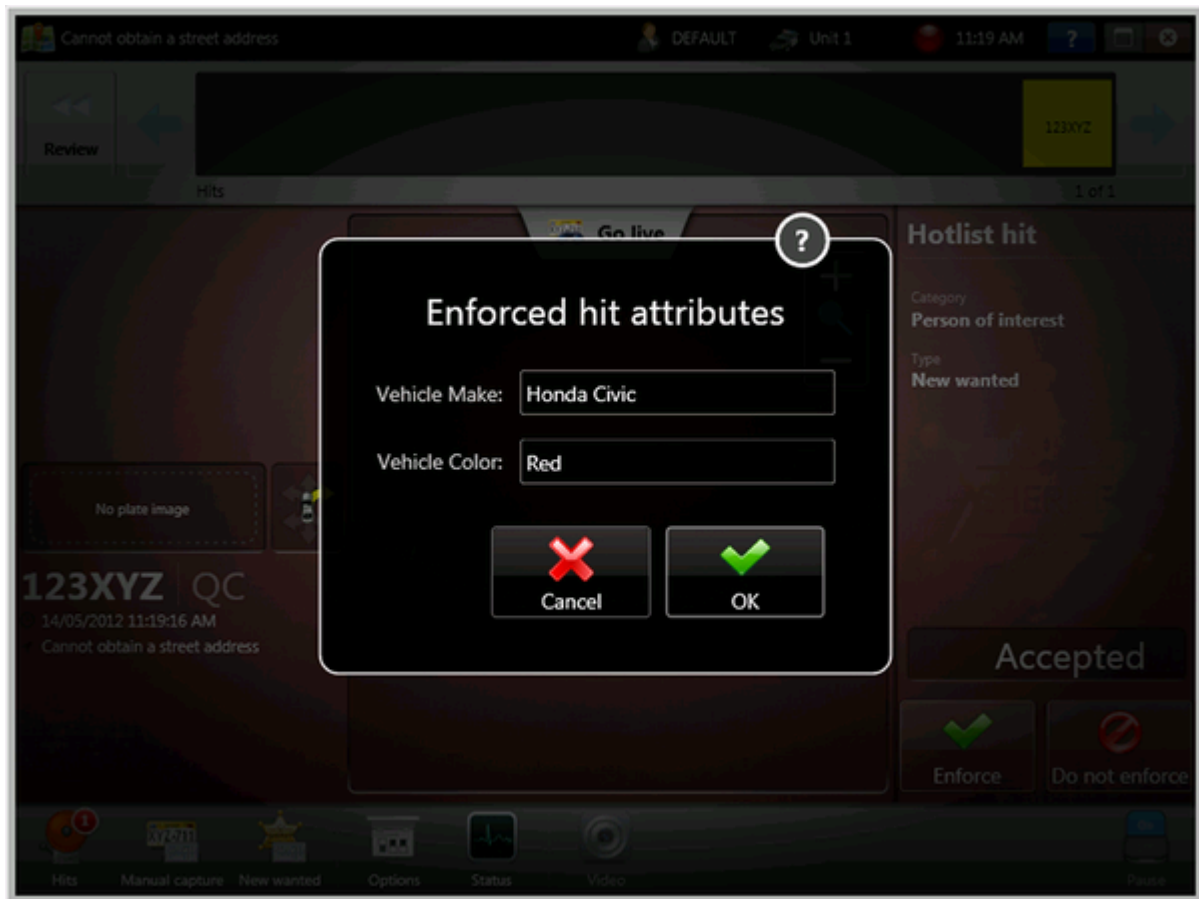 Cannot obtain a street address
DEFAULT
Unit 1
11:19 AM
?
Review
123XYZ
Hits
1 of 1
Go live
?
Hotlist hit
Enforced hit attributes
Category
Person of interest
Type
New wanted
Vehicle Make: Honda Civic
Vehicle Color: Red
No plate image
Cancel
OK
123XYZ QC
14/05/2012 11:19:16 AM
Cannot obtain a street address
Accepted
Enforce
Do not enforce
1
XYZ-711
Hits
Manual capture
New wanted
Options
Status
Video
Pause